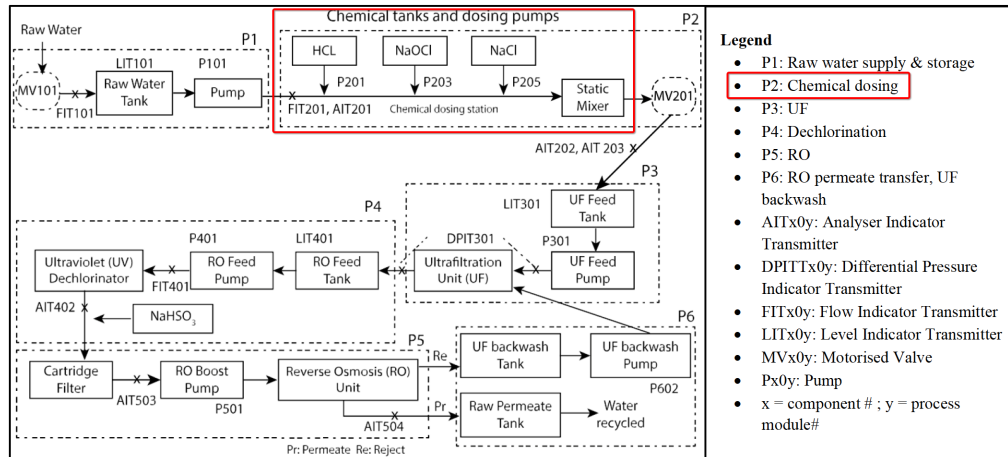 Chemical tanks and dosing pumps
P2
Raw Water
P1
MV101
FIT101
LIT101
Raw Water
Tank
P101
Pump
HCL
NaOCl
NaCl
P201
P203
P205
FIT201, AIT201
Chemical dosing station
Static
Mixer
MV201
AIT202, AIT 203
P3
LIT301
UF Feed
Tank
P301
UF Feed
Pump
DPIT301
Ultrafiltration
Unit (UF)
P4
LIT401
RO Feed
Tank
P401
RO Feed
Pump
FIT401
Ultraviolet (UV)
Dechlorinator
AIT402
NaHSO3
P5
Cartridge
Filter
AIT503
RO Boost
Pump
P501
Reverse Osmosis (RO)
Unit
AIT504
Re
Pr
P6
UF backwash
Tank
UF backwash
Pump
P602
Raw Permeate
Tank
Water
recycled
Pr: Permeate Re: Reject
Legend
• P1: Raw water supply & storage
• P2: Chemical dosing
• P3: UF
• P4: Dechlorination
• P5: RO
• P6: RO permeate transfer, UF
backwash
• AITx0y: Analyser Indicator
Transmitter
• DPITTx0y: Differential Pressure
Indicator Transmitter
• FITx0y: Flow Indicator Transmitter
• LITx0y: Level Indicator Transmitter
• MVx0y: Motorised Valve
• Px0y: Pump
• x = component # ; y = process
module#